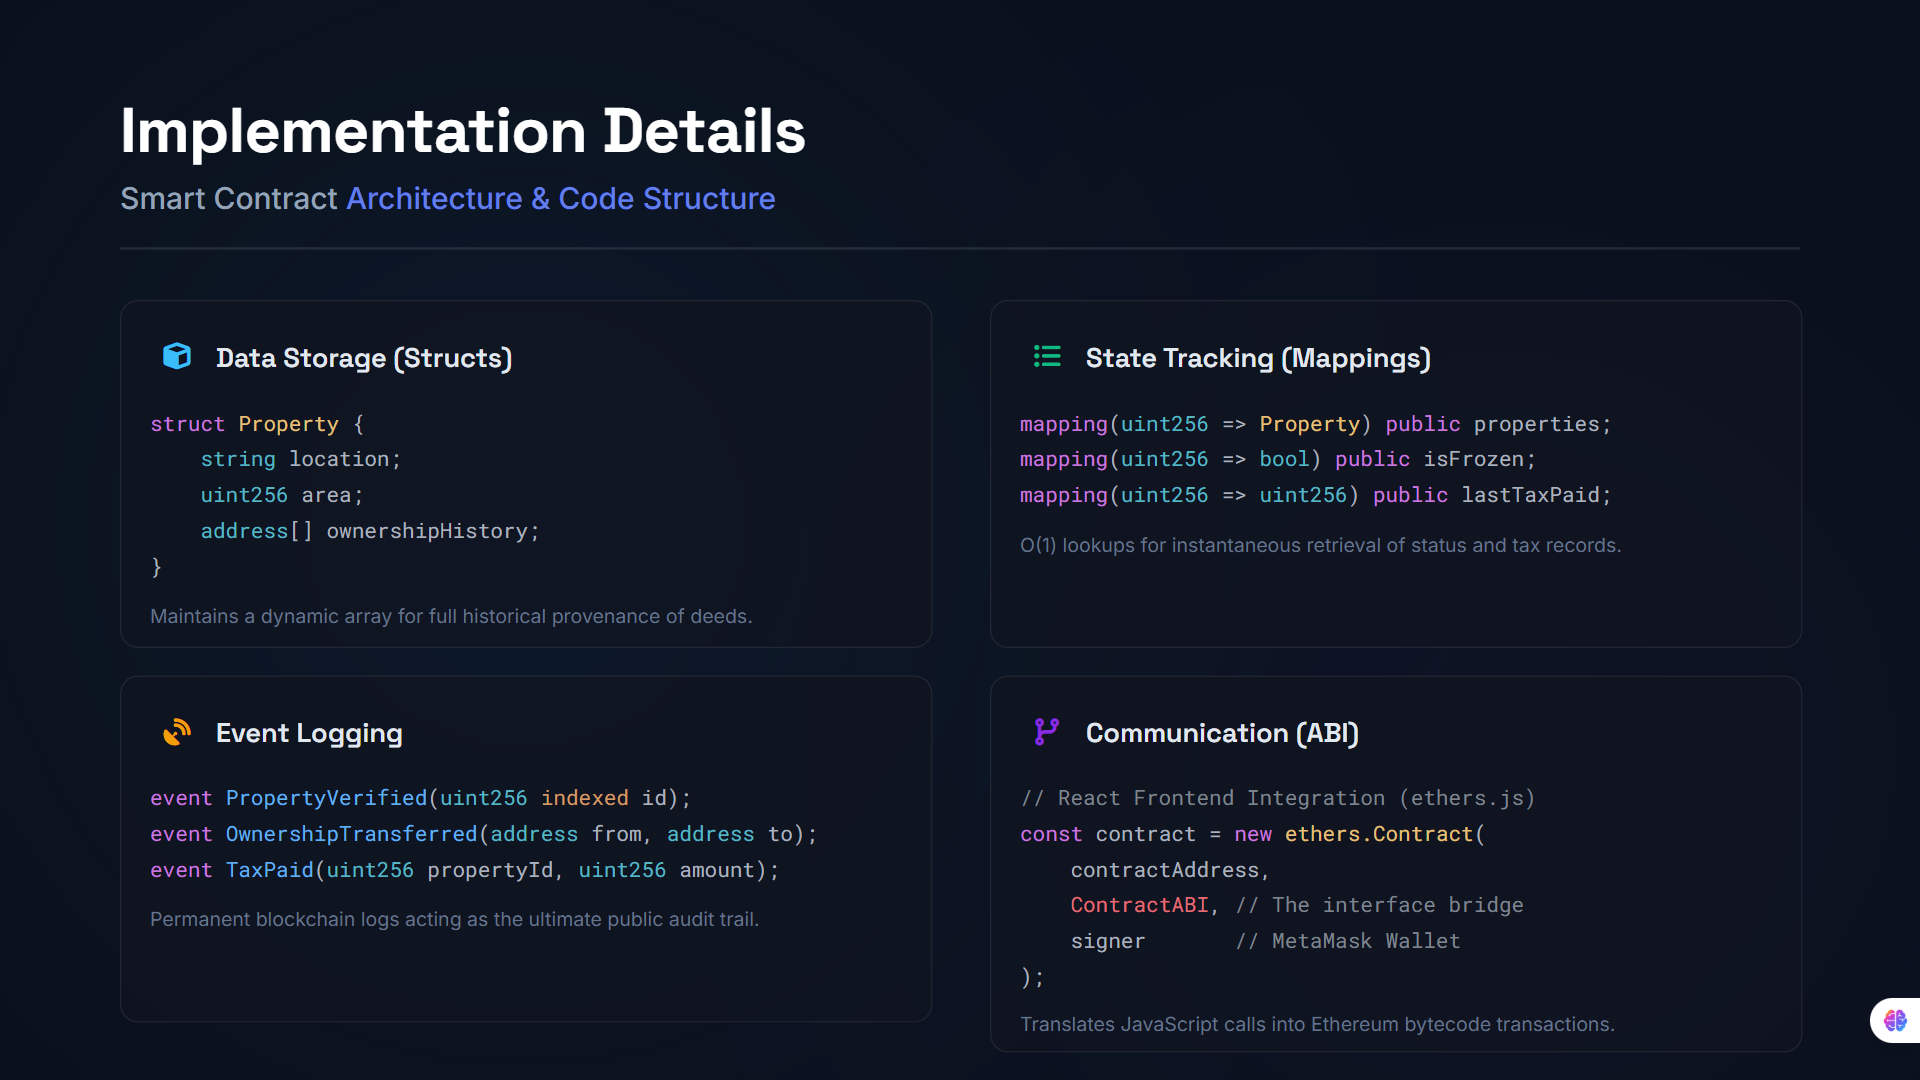 Implementation Details
Smart Contract Architecture & Code Structure
Data Storage (Structs)
struct Property {
    string location;
    uint256 area;
    address[] ownershipHistory;
}
Maintains a dynamic array for full historical provenance of deeds.
State Tracking (Mappings)
mapping(uint256 => Property) public properties;
mapping(uint256 => bool) public isFrozen;
mapping(uint256 => uint256) public lastTaxPaid;
O(1) lookups for instantaneous retrieval of status and tax records.
Event Logging
event PropertyVerified(uint256 indexed id);
event OwnershipTransferred(address from, address to);
event TaxPaid(uint256 propertyId, uint256 amount);
Permanent blockchain logs acting as the ultimate public audit trail.
Communication (ABI)
// React Frontend Integration (ethers.js)
const contract = new ethers.Contract(
    contractAddress,
    ContractABI, // The interface bridge
    signer       // MetaMask Wallet
);
Translates JavaScript calls into Ethereum bytecode transactions.